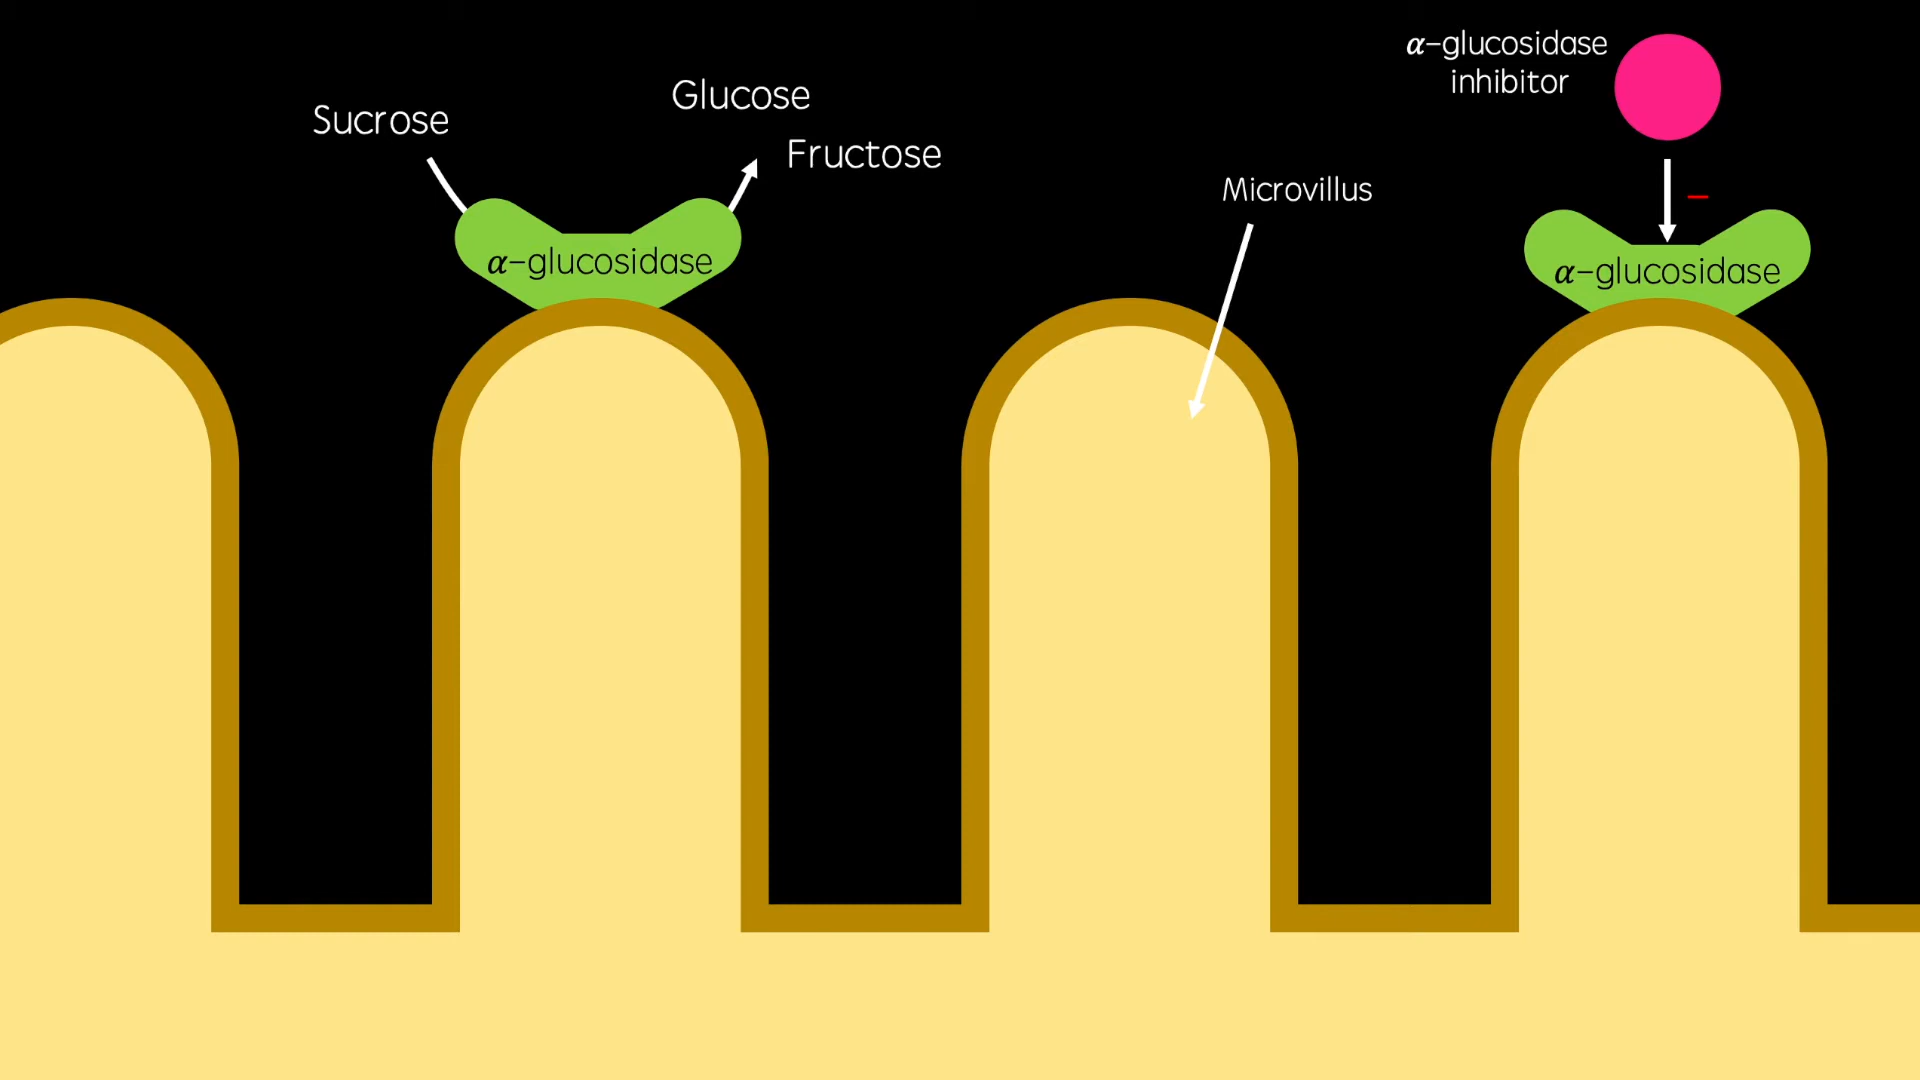 Sucrose
Glucose
Fructose
α-glucosidase
Microvillus
α-glucosidase
inhibitor
−
α-glucosidase